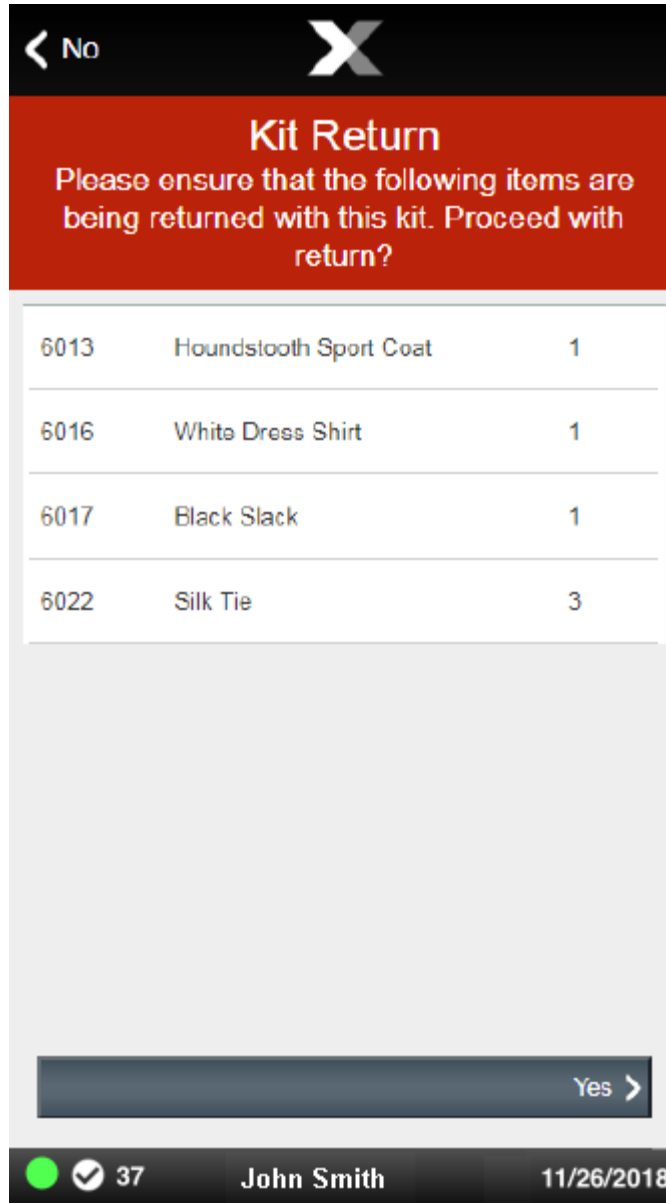 No
Kit Return
Please ensure that the following items are
being returned with this kit. Proceed with
return?
6013 Houndstooth Sport Coat 1
6016 White Dress Shirt 1
6017 Black Slack 1
6022 Silk Tie 3
Yes
37 John Smith 11/26/2018